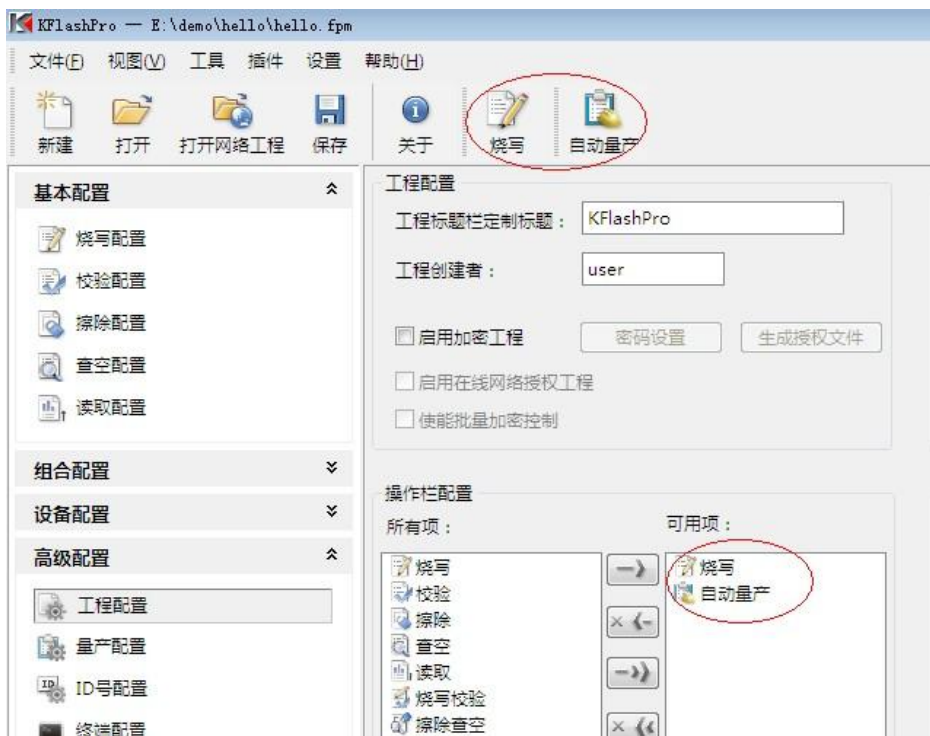 KFlashPro — E:\demo\hello\hello.fpm
文件(F) 视图(V) 工具 插件 设置 帮助(H)
新建 打开 打开网络工程 保存 关于 烧写 自动量产
基本配置
烧写配置
校验配置
擦除配置
查空配置
读取配置
组合配置
设备配置
高级配置
工程配置
量产配置
ID号配置
终端配置
工程配置
工程标题栏定制标题： KFlashPro
工程创建者： user
启用加密工程 密码设置 生成授权文件
启用在线网络授权工程
使能批量加密控制
操作栏配置
所有项： 可用项：
烧写
校验
擦除
查空
读取
烧写校验
擦除查空
烧写
自动量产